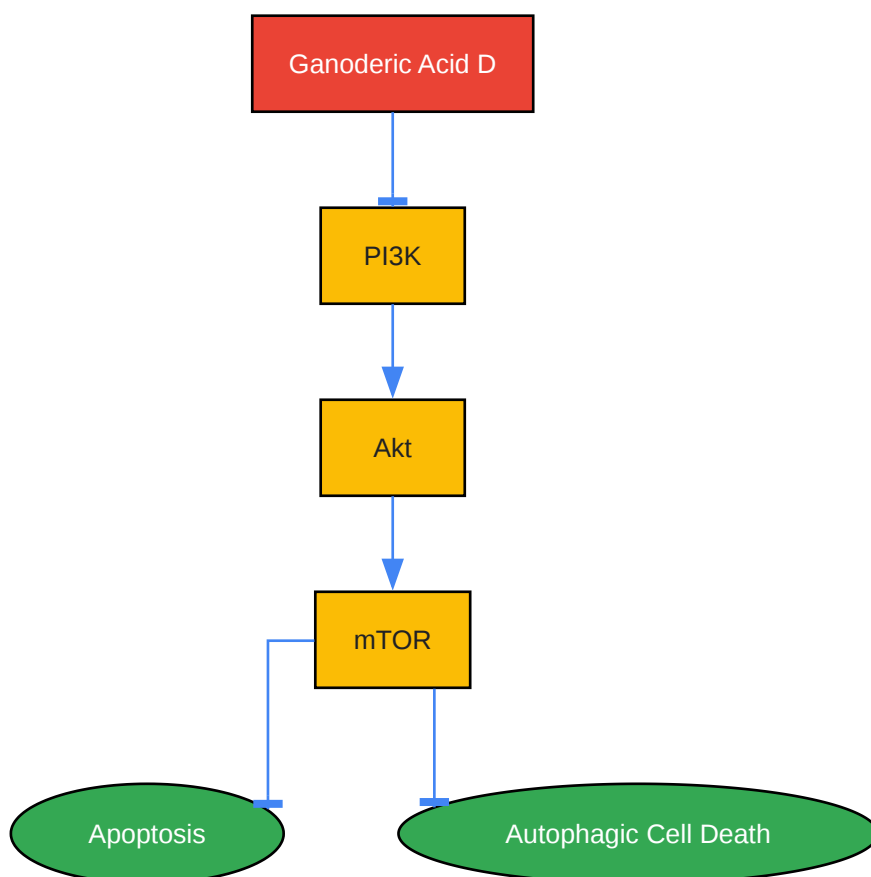 Ganoderic Acid D
PI3K
Akt
mTOR
Apoptosis
Autophagic Cell Death